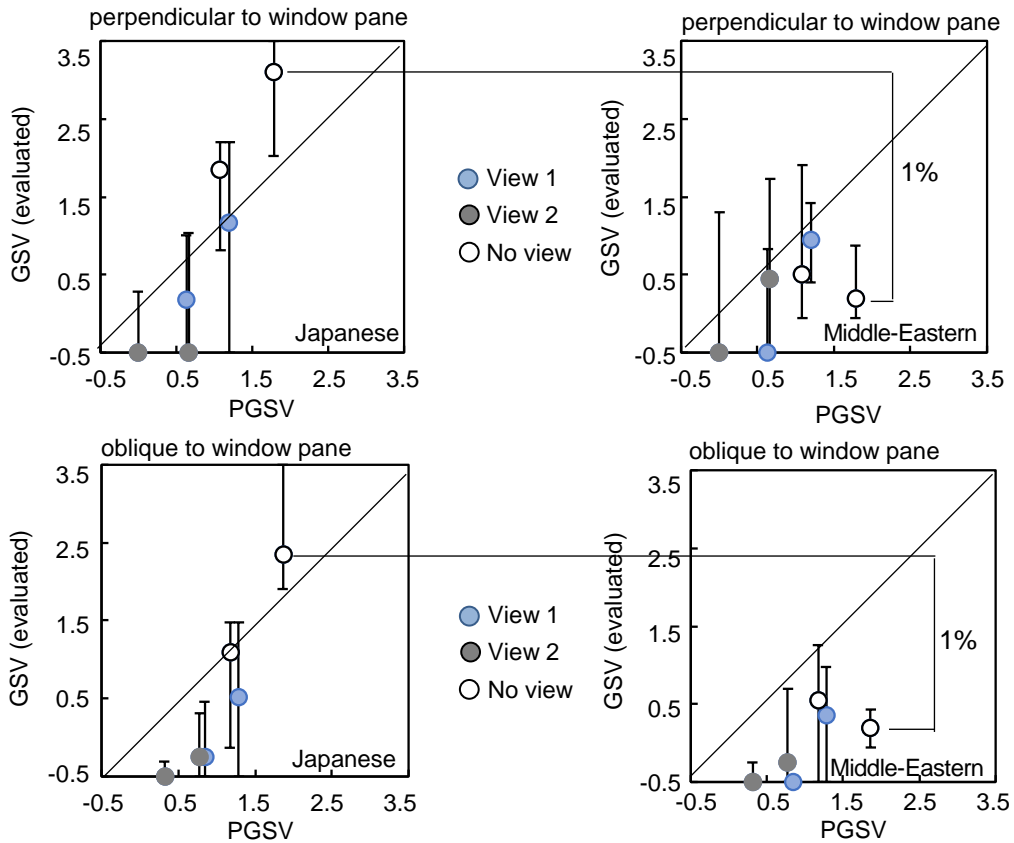 perpendicular to window pane
3.5
2.5
1.5
0.5
-0.5
GSV (evaluated)
Japanese
-0.5 0.5 1.5 2.5 3.5
PGSV
View 1
View 2
No view
perpendicular to window pane
3.5
2.5
1.5
0.5
-0.5
GSV (evaluated)
1%
Middle-Eastern
-0.5 0.5 1.5 2.5 3.5
PGSV
oblique to window pane
3.5
2.5
1.5
0.5
-0.5
GSV (evaluated)
Japanese
-0.5 0.5 1.5 2.5 3.5
PGSV
View 1
View 2
No view
oblique to window pane
3.5
2.5
1.5
0.5
-0.5
GSV (evaluated)
1%
Middle-Eastern
-0.5 0.5 1.5 2.5 3.5
PGSV